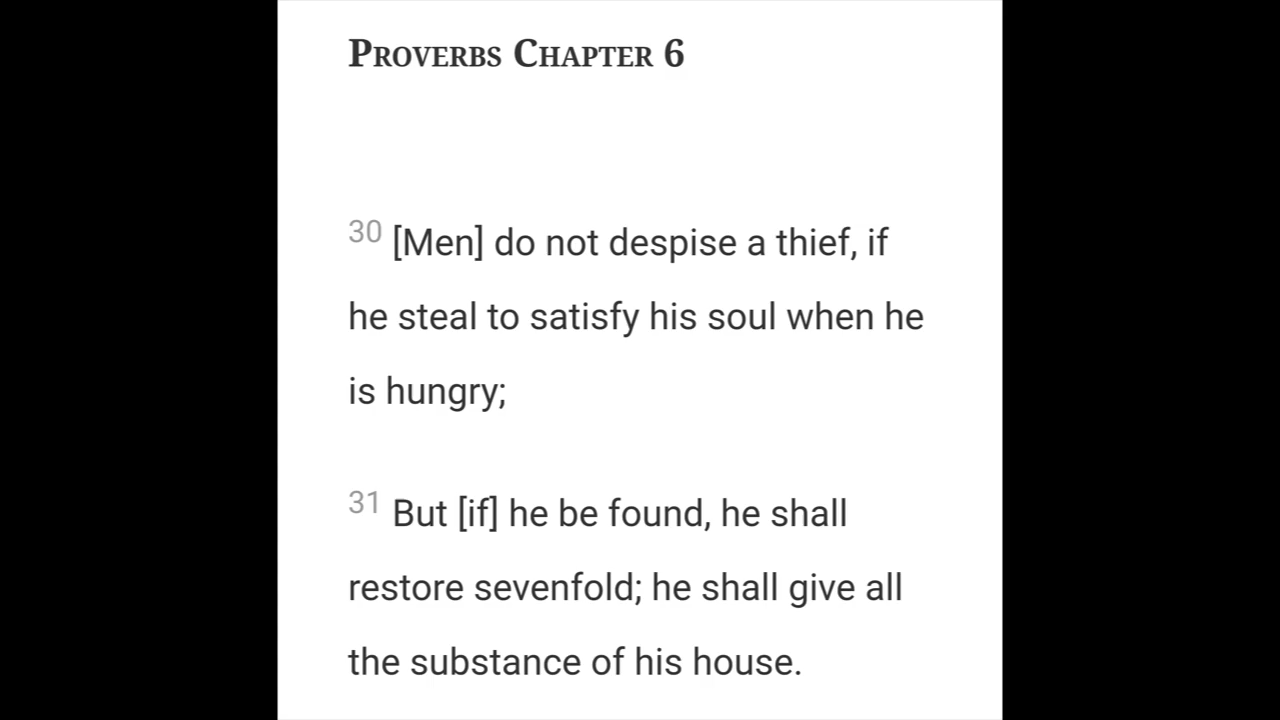 Proverbs Chapter 6
30 [Men] do not despise a thief, if
he steal to satisfy his soul when he
is hungry;
31 But [if] he be found, he shall
restore sevenfold; he shall give all
the substance of his house.